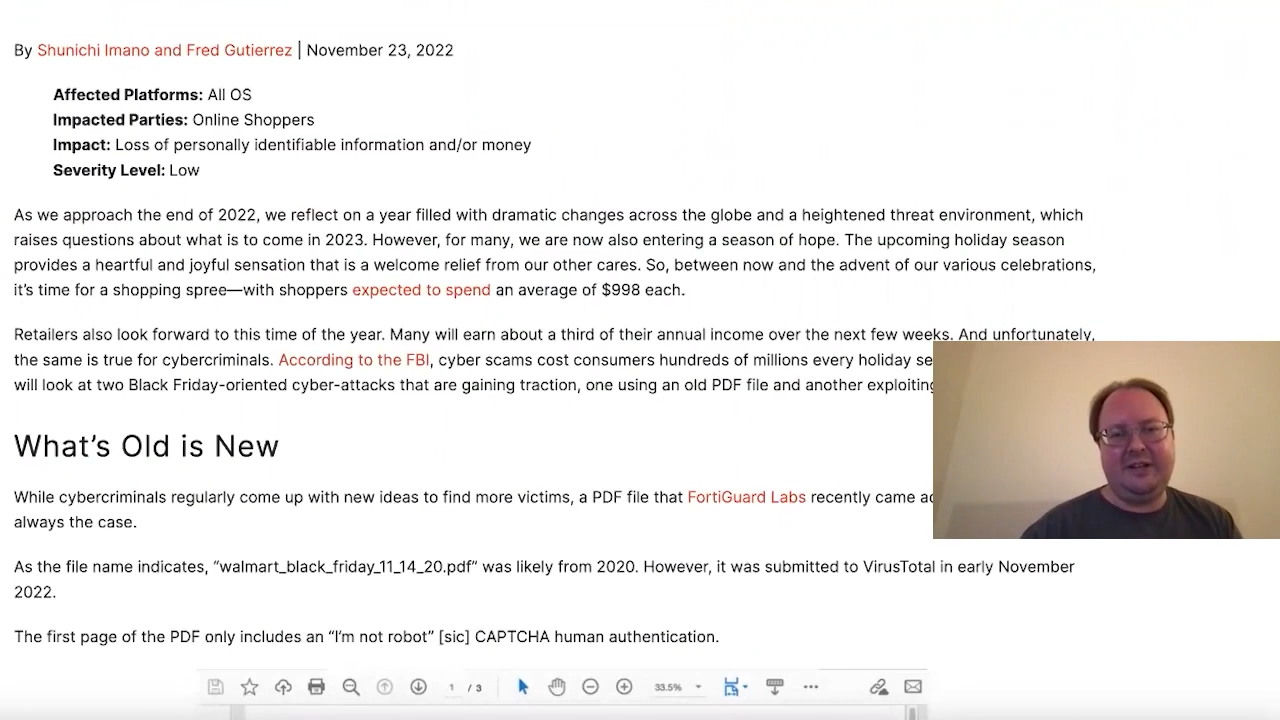 By Shunichi Imano and Fred Gutierrez | November 23, 2022
Affected Platforms: All OS
Impacted Parties: Online Shoppers
Impact: Loss of personally identifiable information and/or money
Severity Level: Low
As we approach the end of 2022, we reflect on a year filled with dramatic changes across the globe and a heightened threat environment, which
raises questions about what is to come in 2023. However, for many, we are now also entering a season of hope. The upcoming holiday season
provides a heartful and joyful sensation that is a welcome relief from our other cares. So, between now and the advent of our various celebrations,
it's time for a shopping spree—with shoppers expected to spend an average of $998 each.
Retailers also look forward to this time of the year. Many will earn about a third of their annual income over the next few weeks. And unfortunately,
the same is true for cybercriminals. According to the FBI, cyber scams cost consumers hundreds of millions every holiday se
will look at two Black Friday-oriented cyber-attacks that are gaining traction, one using an old PDF file and another exploiting
What's Old is New
While cybercriminals regularly come up with new ideas to find more victims, a PDF file that FortiGuard Labs recently came ac
always the case.
As the file name indicates, "walmart_black_friday_11_14_20.pdf" was likely from 2020. However, it was submitted to VirusTotal in early November
2022.
The first page of the PDF only includes an "I'm not robot" [sic] CAPTCHA human authentication.
1 / 3 33.5%